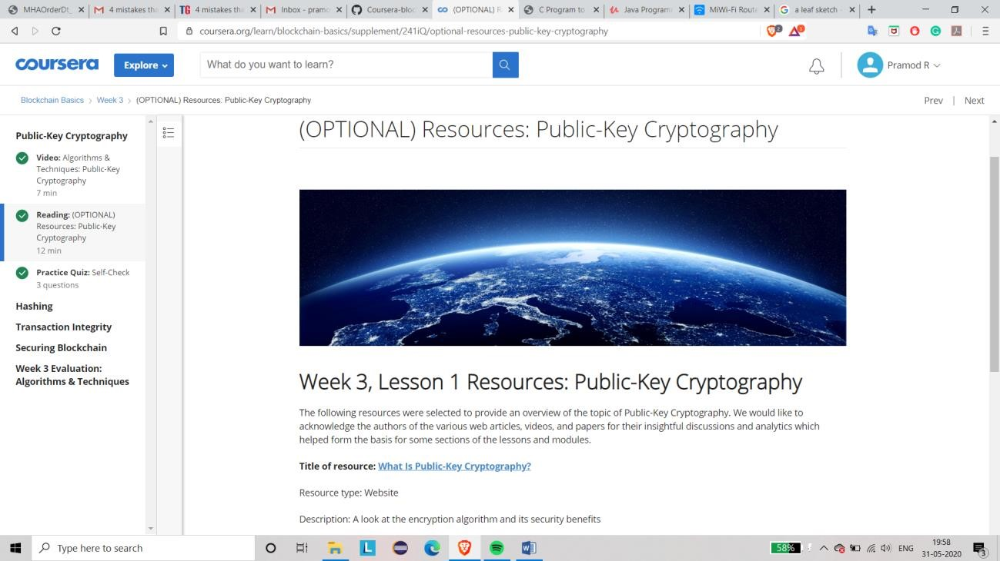 MHAOrderDt_ 4 mistakes tha 4 mistakes tha Inbox - pramo Coursera-bloc (OPTIONAL) R C Program to Java Program MiWi-Fi Route a leaf sketch -
coursera.org/learn/blockchain-basics/supplement/241iQ/optional-resources-public-key-cryptography
coursera Explore What do you want to learn? Pramod R
Blockchain Basics > Week 3 > (OPTIONAL) Resources: Public-Key Cryptography Prev | Next
Public-Key Cryptography
Video: Algorithms &
Techniques: Public-Key
Cryptography
7 min
Reading: (OPTIONAL)
Resources: Public-Key
Cryptography
12 min
Practice Quiz: Self-Check
3 questions
Hashing
Transaction Integrity
Securing Blockchain
Week 3 Evaluation:
Algorithms & Techniques
(OPTIONAL) Resources: Public-Key Cryptography
Week 3, Lesson 1 Resources: Public-Key Cryptography
The following resources were selected to provide an overview of the topic of Public-Key Cryptography. We would like to
acknowledge the authors of the various web articles, videos, and papers for their insightful discussions and analytics which
helped form the basis for some sections of the lessons and modules.
Title of resource: What Is Public-Key Cryptography?
Resource type: Website
Description: A look at the encryption algorithm and its security benefits
Type here to search 58% ENG 19:58
31-05-2020 3